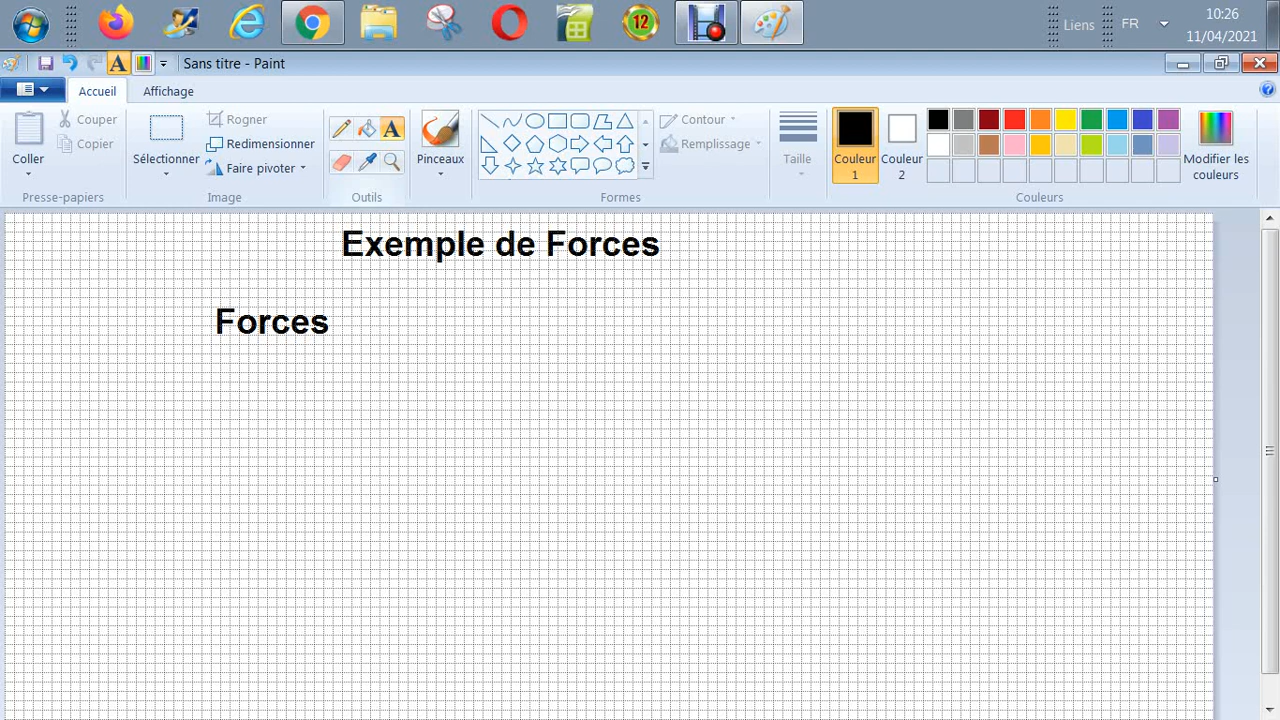 Liens
FR
10:26
11/04/2021
12
A
Sans titre - Paint
Accueil
Affichage
Coller
Couper
Copier
Presse-papiers
Sélectionner
Rogner
Redimensionner
Faire pivoter
Image
A
Outils
Pinceaux
Contour
Remplissage
Formes
Taille
Couleur
1
Couleur
2
Modifier les
couleurs
Couleurs
Exemple de Forces
Forces